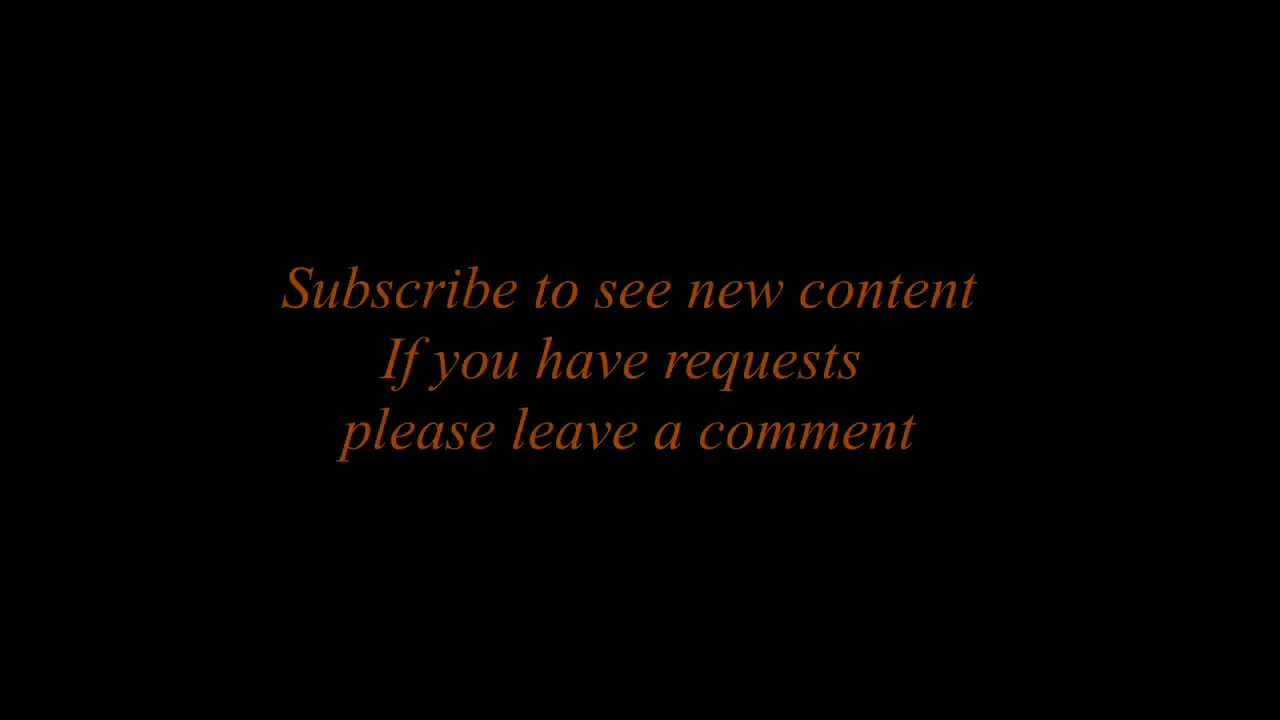 Subscribe to see new content
If you have requests
please leave a comment